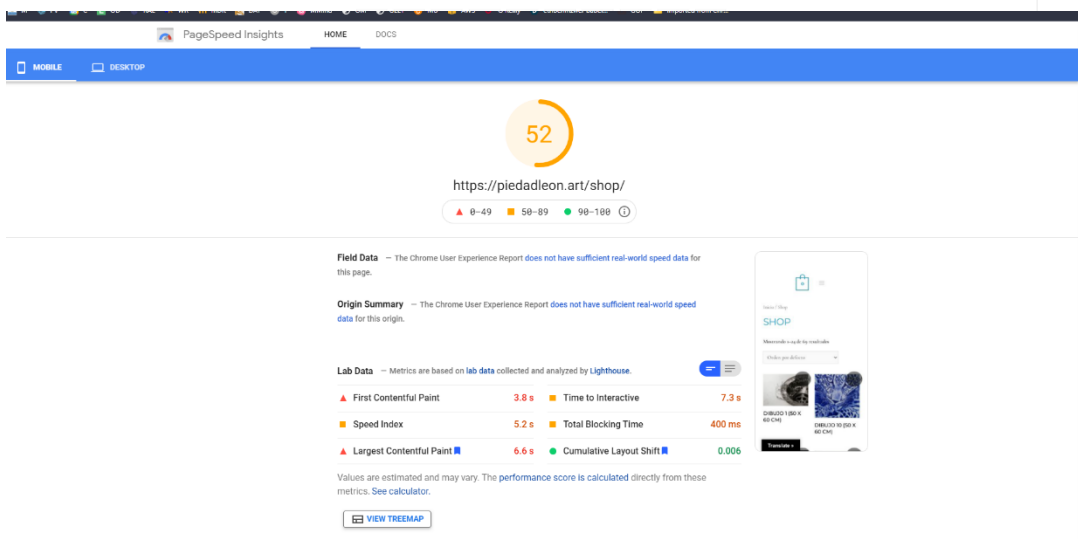 PageSpeed Insights HOME DOCS
MOBILE DESKTOP
52
https://piedadleon.art/shop/
0–49 50–89 90–100
Field Data — The Chrome User Experience Report does not have sufficient real-world speed data for
this page.
Origin Summary — The Chrome User Experience Report does not have sufficient real-world speed
data for this origin.
Lab Data — Metrics are based on lab data collected and analyzed by Lighthouse.
First Contentful Paint 3.8 s Time to Interactive 7.3 s
Speed Index 5.2 s Total Blocking Time 400 ms
Largest Contentful Paint 6.6 s Cumulative Layout Shift 0.006
Values are estimated and may vary. The performance score is calculated directly from these
metrics. See calculator.
VIEW TREEMAP
SHOP
DIBUJO 1 (50 X
60 CM)
DIBUJO 10 (50 X
60 CM)
Translate »